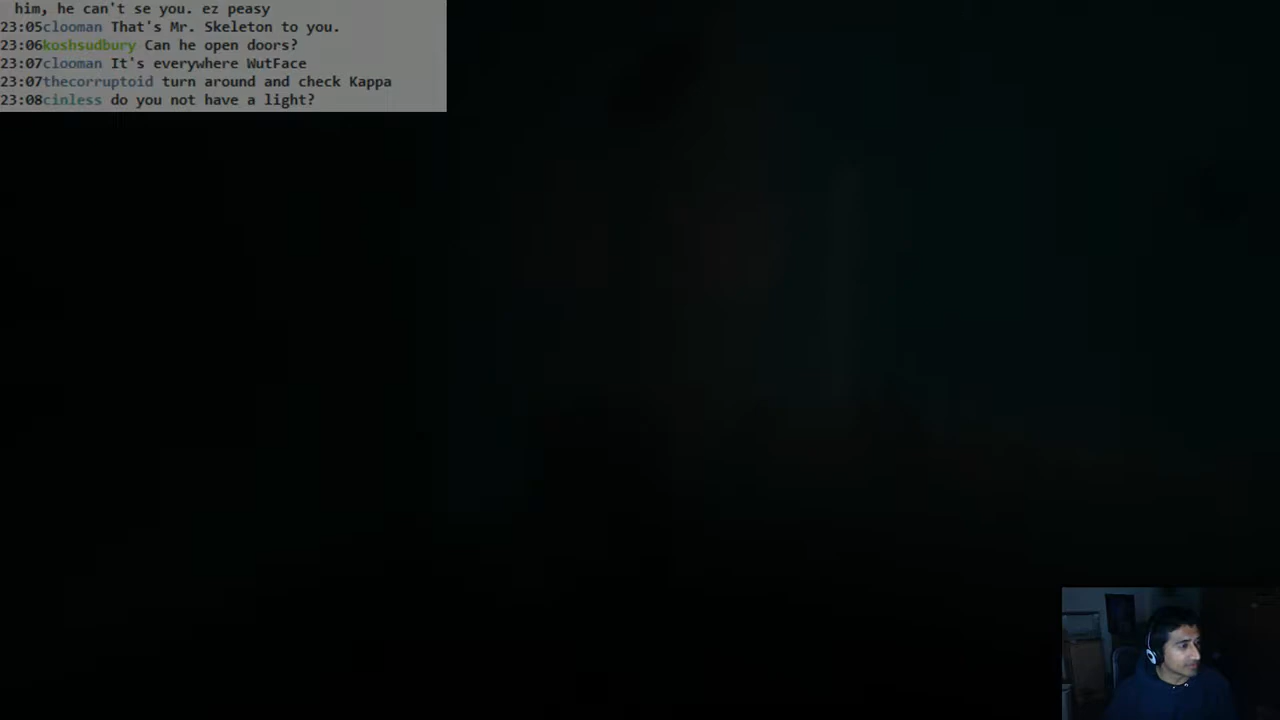 him, he can't se you. ez peasy
23:05clooman That's Mr. Skeleton to you.
23:06koshsudbury Can he open doors?
23:07clooman It's everywhere WutFace
23:07thecorruptoid turn around and check Kappa
23:08cinless do you not have a light?